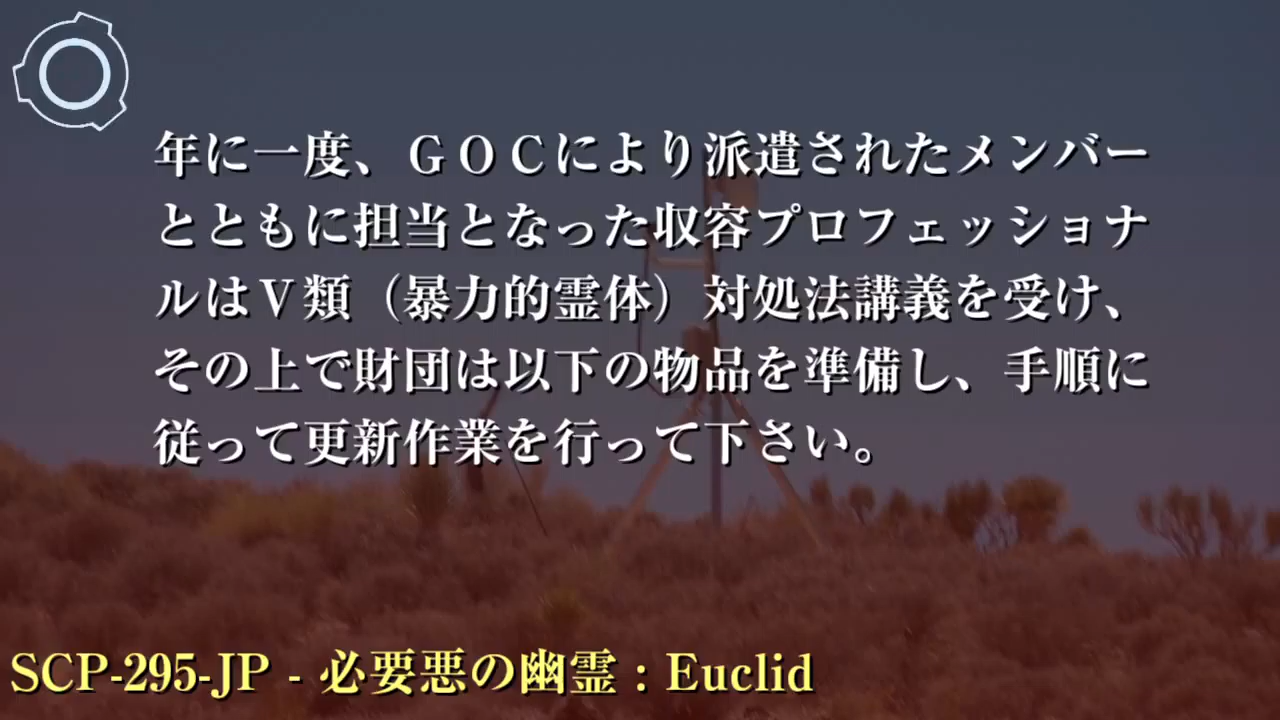 年に一度、ＧＯＣにより派遣されたメンバー
とともに担当となった収容プロフェッショナ
ルはＶ類（暴力的霊体）対処法講義を受け、
その上で財団は以下の物品を準備し、手順に
従って更新作業を行って下さい。
SCP-295-JP - 必要悪の幽霊：Euclid